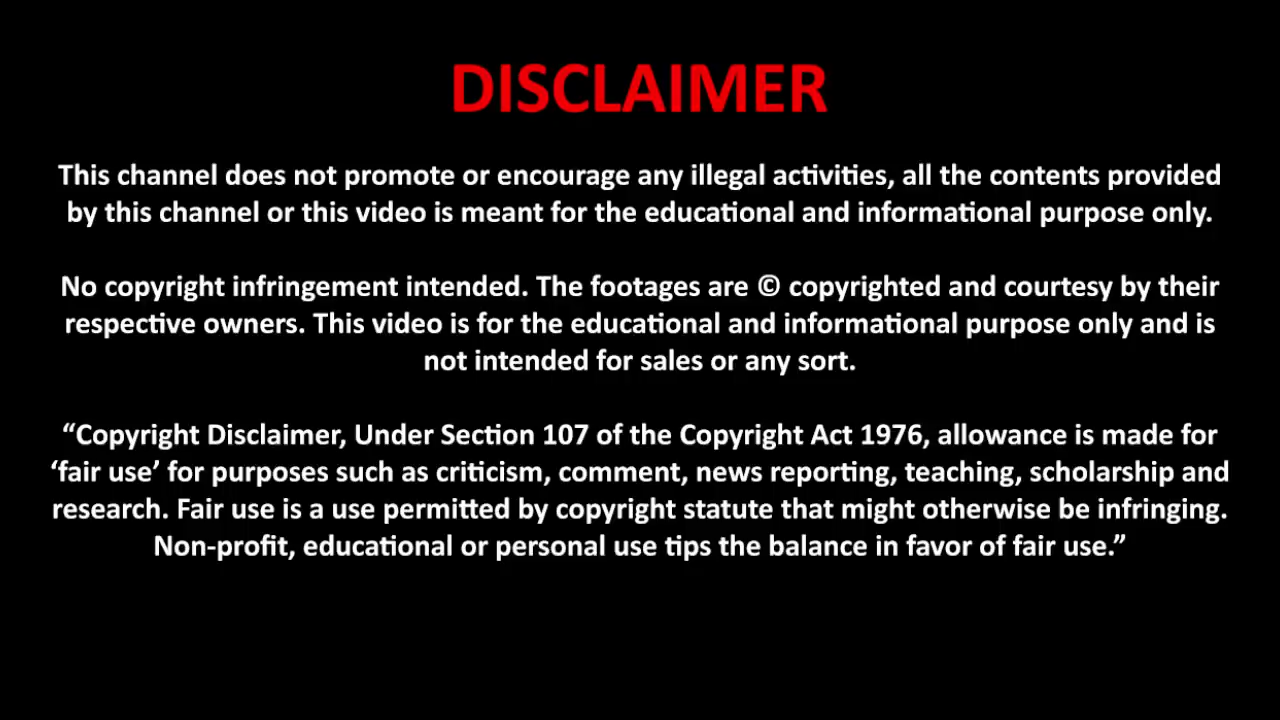 DISCLAIMER
This channel does not promote or encourage any illegal activities, all the contents provided
by this channel or this video is meant for the educational and informational purpose only.
No copyright infringement intended. The footages are © copyrighted and courtesy by their
respective owners. This video is for the educational and informational purpose only and is
not intended for sales or any sort.
“Copyright Disclaimer, Under Section 107 of the Copyright Act 1976, allowance is made for
‘fair use’ for purposes such as criticism, comment, news reporting, teaching, scholarship and
research. Fair use is a use permitted by copyright statute that might otherwise be infringing.
Non-profit, educational or personal use tips the balance in favor of fair use.”